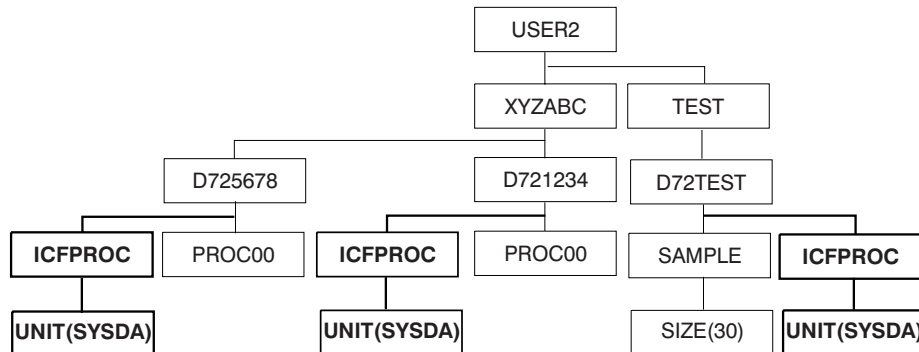 USER2
XYZABC
TEST
D725678
D721234
D72TEST
ICFPROC
PROC00
ICFPROC
PROC00
SAMPLE
ICFPROC
UNIT(SYSDA)
UNIT(SYSDA)
SIZE(30)
UNIT(SYSDA)